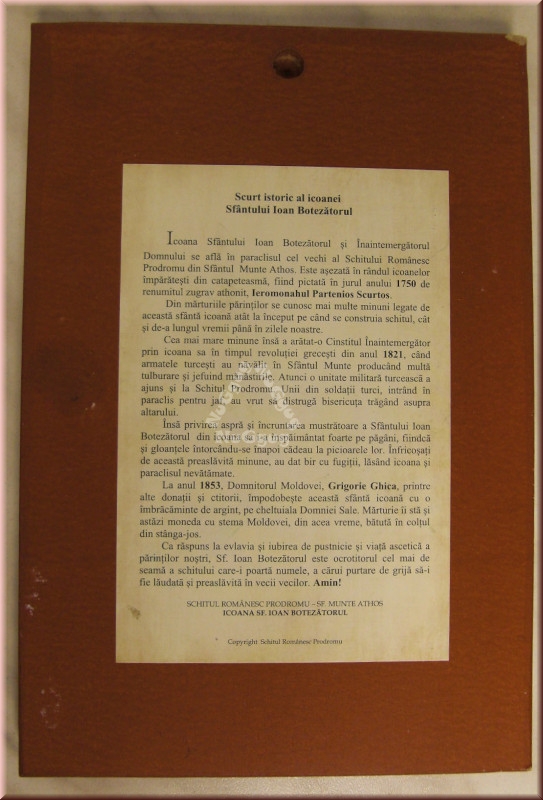 Scurt istoric al icoanei
Sfântului Ioan Botezătorul
Icoana Sfântului Ioan Botezătorul și Înaintemergătorul
Domnului se află în paraclisul cel vechi al Schitului Românesc
Prodromu din Sfântul Munte Athos. Este așezată în rândul icoanelor
împărătești din catapeteasmă, fiind pictată în jurul anului 1750 de
renumitul zugrav athonit, Ieromonahul Partenios Scurtos.
Din mărturiile părinților se cunosc mai multe minuni legate de
această sfântă icoană atât la început pe când se construia schitul, cât
și de-a lungul vremii până în zilele noastre.
Cea mai mare minune însă a arătat-o Cinstitul Înaintemergător
prin icoana sa în timpul revoluției grecești din anul 1821, când
armatele turcești au năvălit în Sfântul Munte producând multă
tulburare și jefuind mănăstirile. Atunci o unitate militară turcească a
ajuns și la Schitul Prodromu. Unii din soldații turci, intrând în
paraclis pentru jaf, au vrut să distrugă bisericuța trăgând asupra
altarului.
Însă privirea aspră și încruntarea mustrătoare a Sfântului Ioan
Botezătorul din icoana sa i-a înspăimântat foarte pe păgâni, fiindcă
și gloanțele întorcându-se înapoi cădeau la picioarele lor. Înfricoșați
de această preaslăvită minune, au dat bir cu fugiții, lăsând icoana și
paraclisul nevătămate.
La anul 1853, Domnitorul Moldovei, Grigorie Ghica, printre
alte donații și ctitorii, împodobește această sfântă icoană cu o
îmbrăcăminte de argint, pe cheltuiala Domniei Sale. Mărturie îi stă și
astăzi moneda cu stema Moldovei, din acea vreme, bătută în colțul
din stânga-jos.
Ca răspuns la evlavia și iubirea de pustnicie și viață ascetică a
părinților noștri, Sf. Ioan Botezătorul este ocrotitorul cel mai de
seamă a schitului care-i poartă numele, a cărui purtare de grijă să-i
fie lăudată și preaslăvită în vecii vecilor. Amin!
SCHITUL ROMÂNESC PRODROMU – SF. MUNTE ATHOS
ICOANA SF. IOAN BOTEZĂTORUL
Copyright Schitul Românesc Prodromu